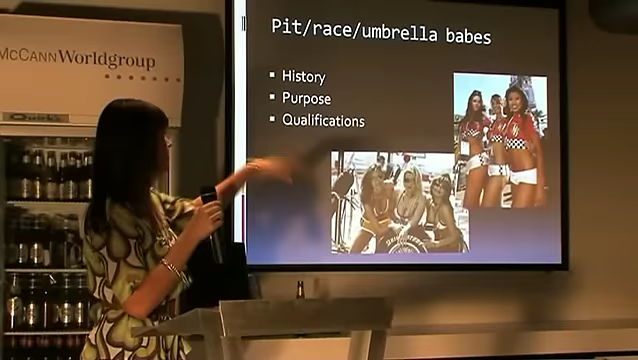 McCANN WORLDGROUP
Pit/race/umbrella babes
History
Purpose
Qualifications